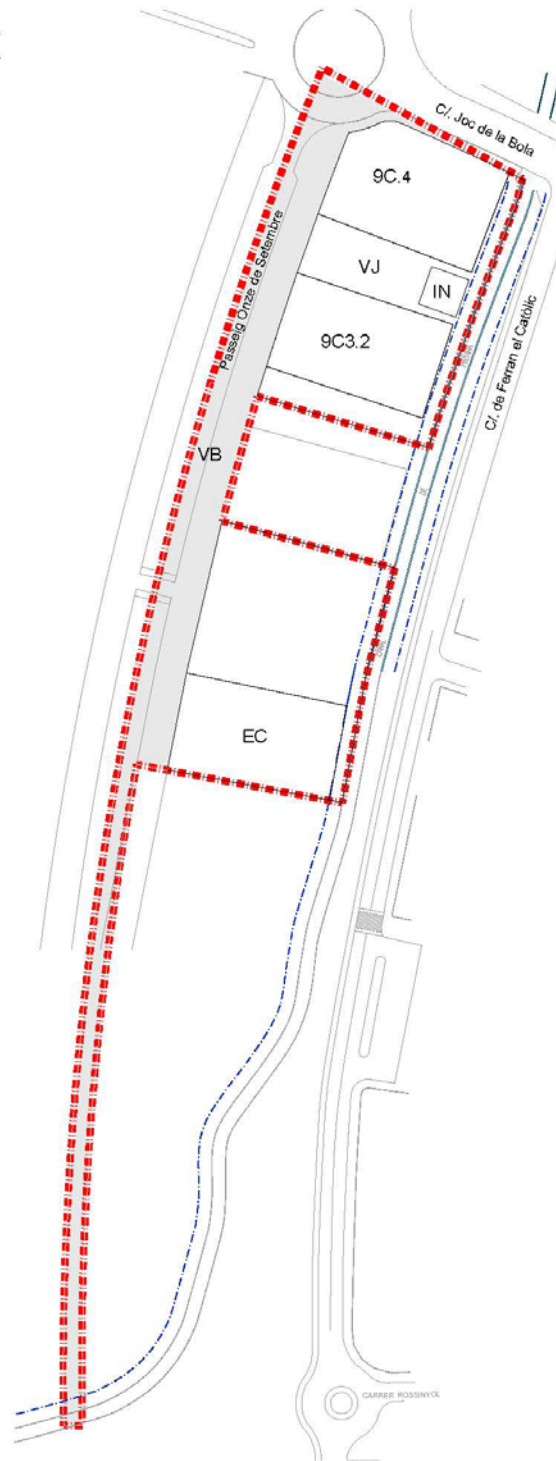 C/. Joc de la Bola
9C.4
VJ
IN
Passeig Onze de Setembre
C/. de Ferran el Catòlic
9C3.2
VB
EC
CARRER ROSSINYOL